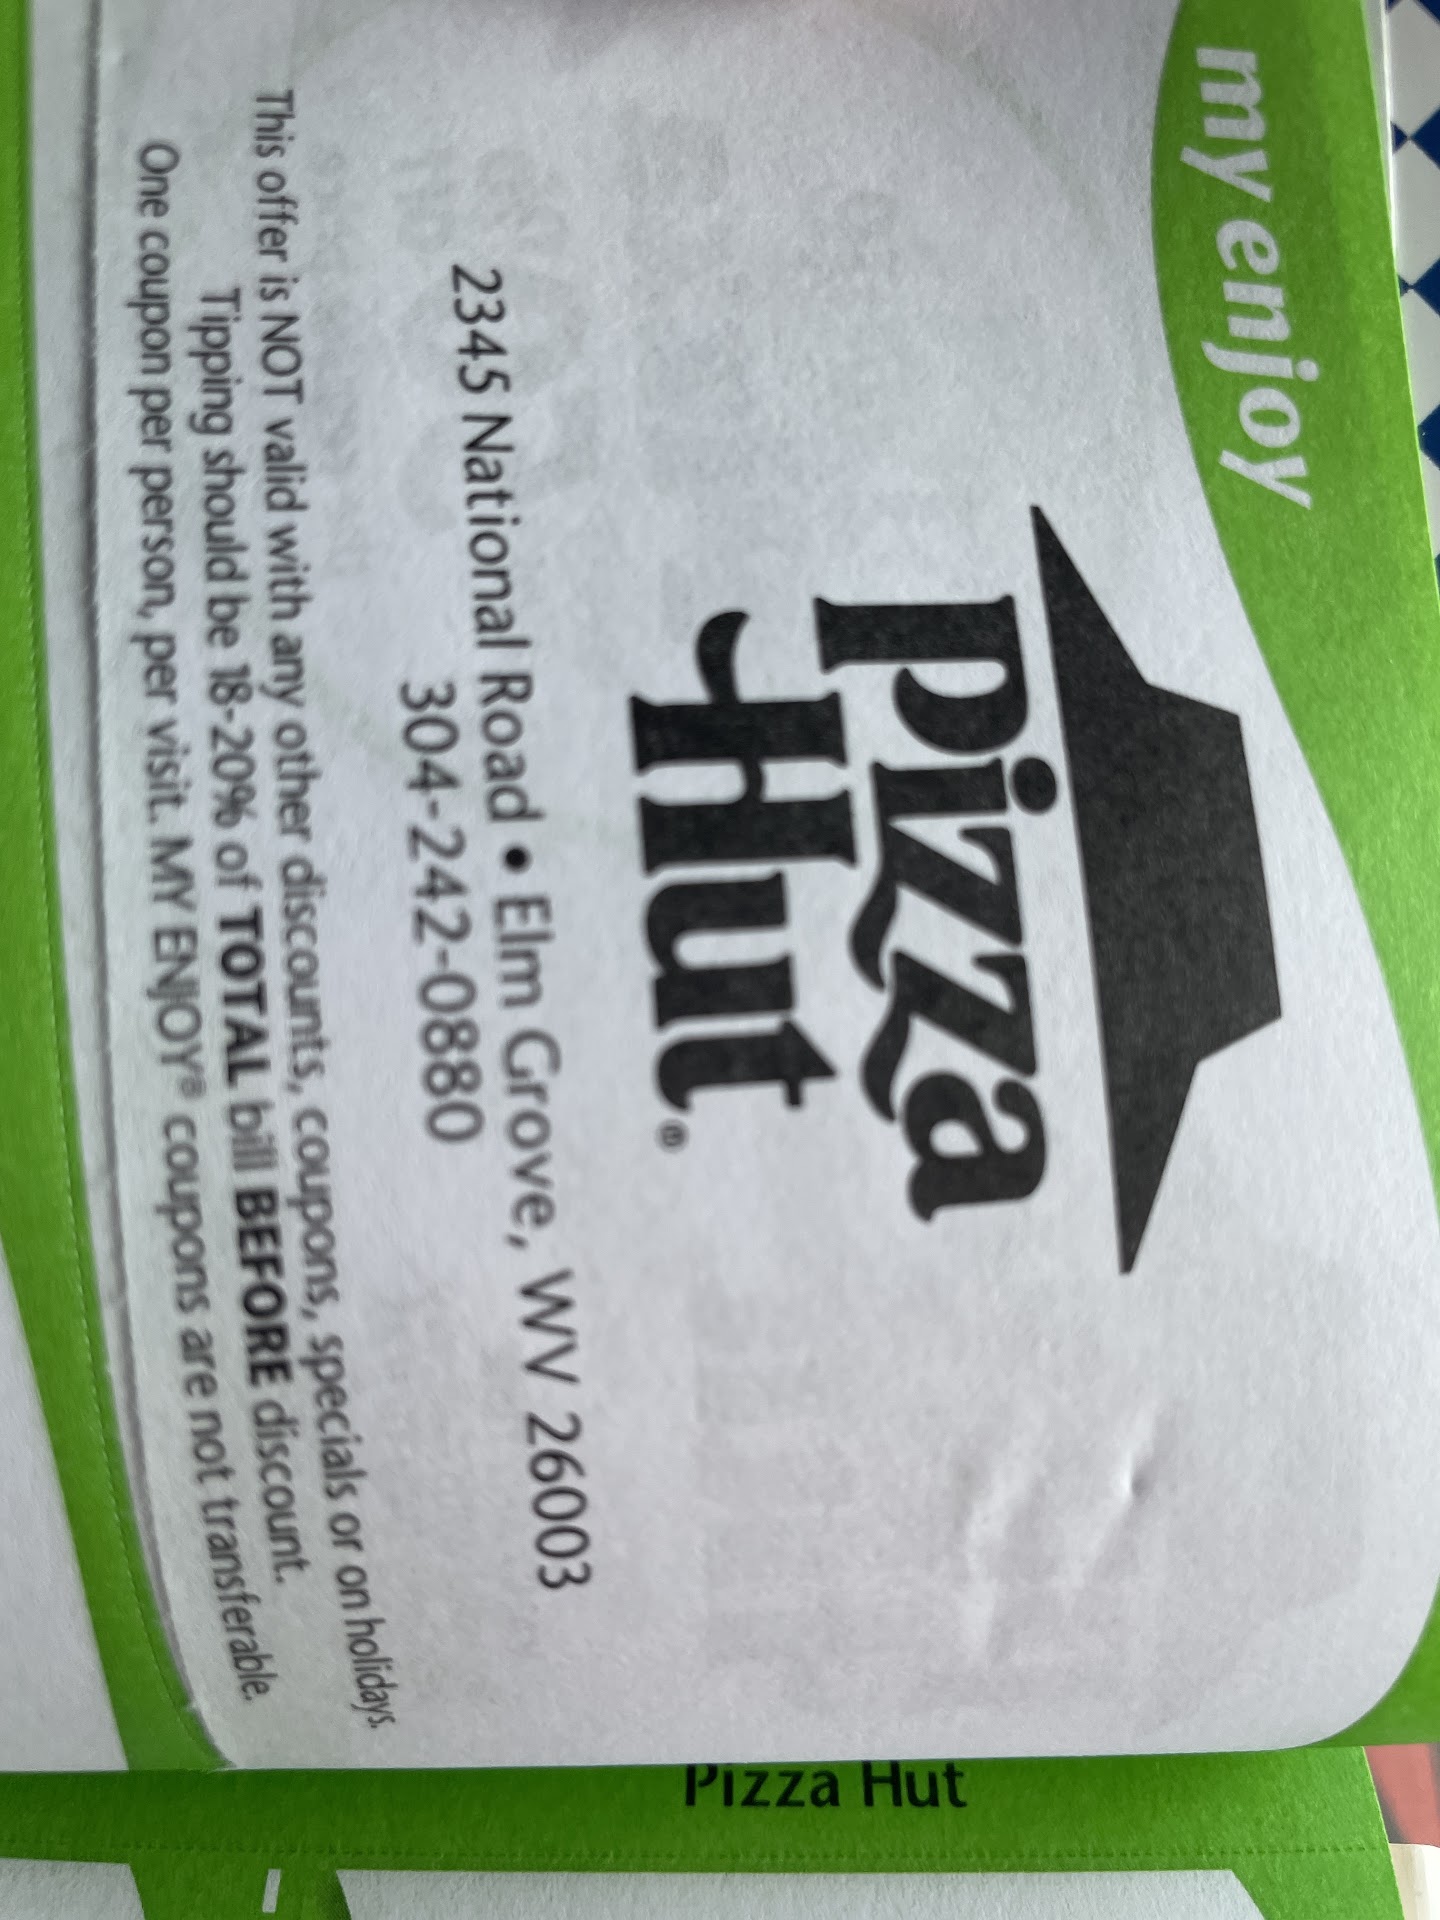 my enjoy
Pizza
Hut®
2345 National Road • Elm Grove, WV 26003
304-242-0880
This offer is NOT valid with any other discounts, coupons, specials or on holidays.
Tipping should be 18-20% of TOTAL bill BEFORE discount.
One coupon per person, per visit. MY ENJOY® coupons are not transferable.
Pizza Hut